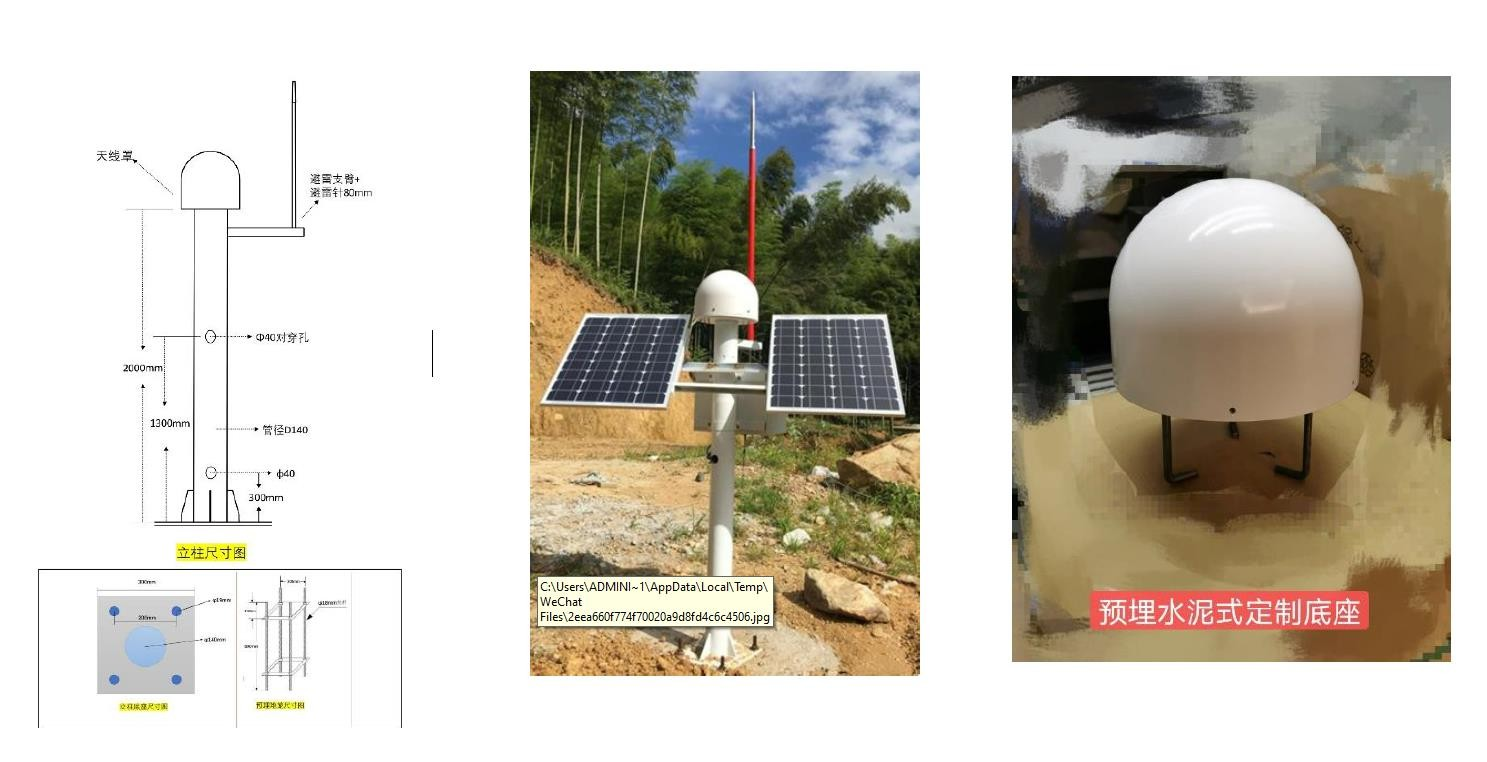 天线罩
避雷支臂+
避雷针80mm
Φ40对穿孔
2000mm
1300mm
管径D140
ф40
300mm
立柱尺寸图
300mm
φ19mm
φ140mm
立柱底座尺寸图
预埋地笼尺寸图
C:\Users\ADMINI~1\AppData\Local\Temp\
WeChat
Files\2eea660f774f70020a9d8fd4c6c4506.jpg
预埋水泥式定制底座